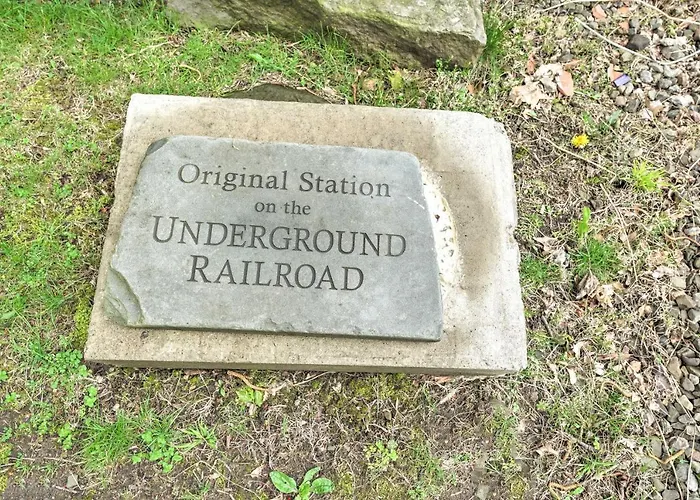 Original Station
on the
UNDERGROUND
RAILROAD